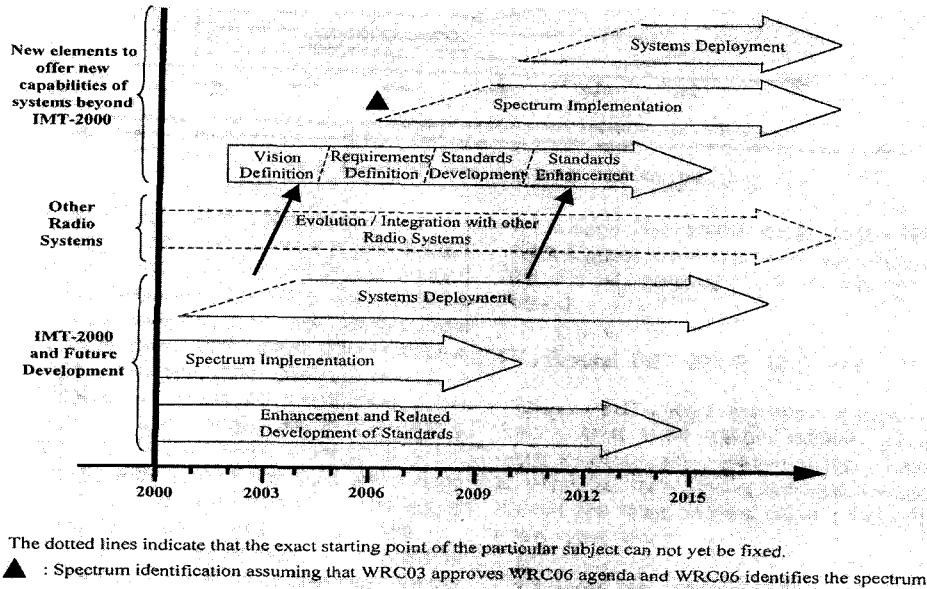 New elements to
offer new
capabilities of
systems beyond
IMT-2000
Systems Deployment
Spectrum Implementation
Vision
Definition
Requirements
Definition
Standards
Development
Standards
Enhancement
Other
Radio
Systems
Evolution / Integration with other
Radio Systems
IMT-2000
and Future
Development
Systems Deployment
Spectrum Implementation
Enhancement and Related
Development of Standards
2000 2003 2006 2009 2012 2015
The dotted lines indicate that the exact starting point of the particular subject can not yet be fixed.
▲ : Spectrum identification assuming that WRC03 approves WRC06 agenda and WRC06 identifies the spectrum